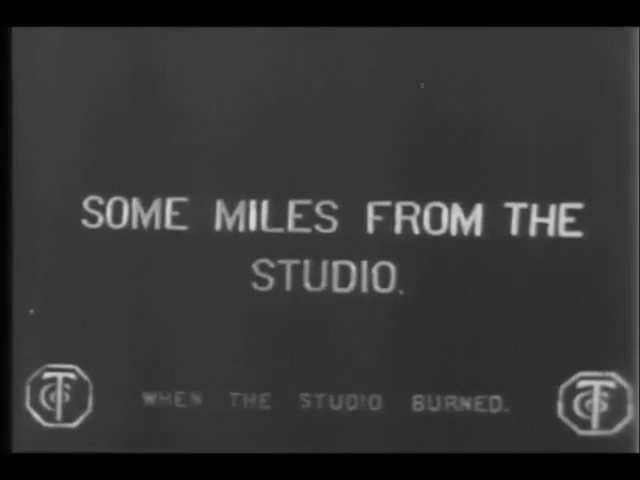 SOME MILES FROM THE
STUDIO.
WHEN THE STUDIO BURNED.